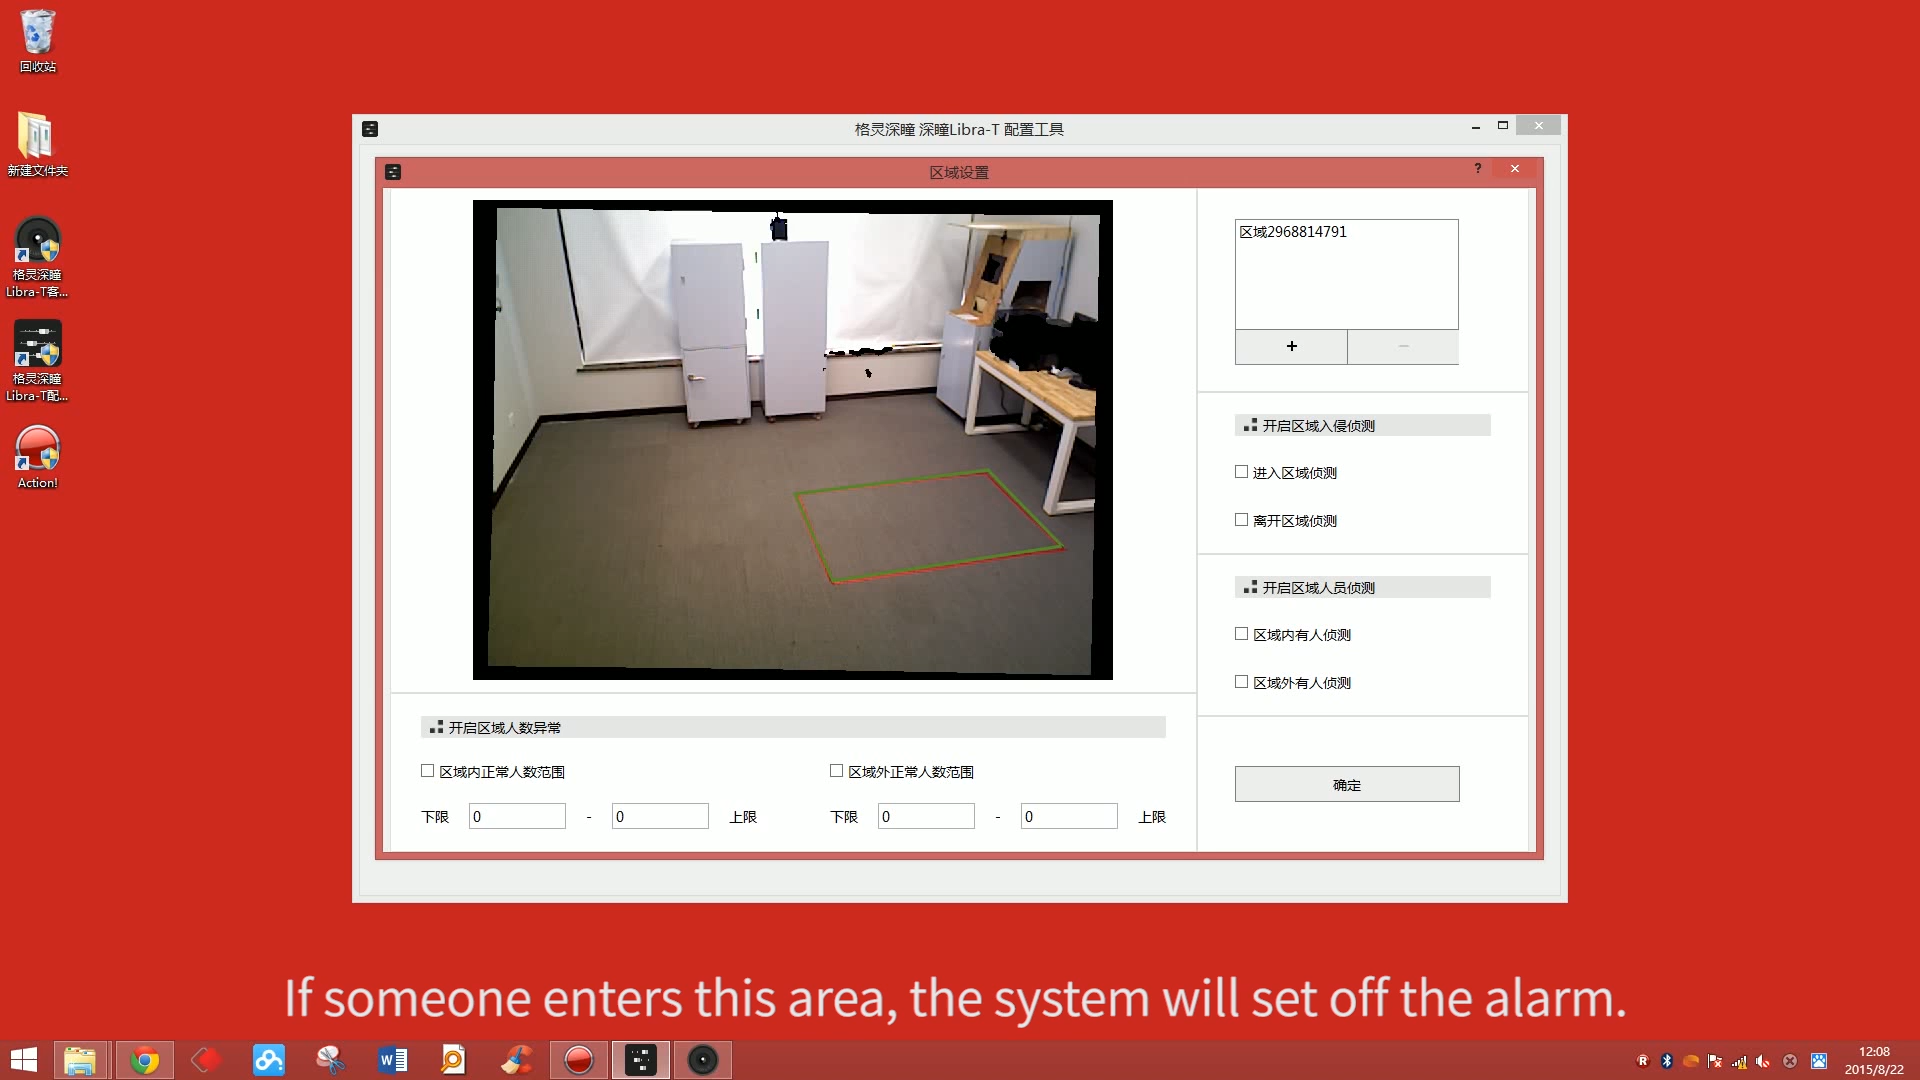 回收站
新建文件夹
格灵深瞳
Libra-T客...
格灵深瞳
Libra-T配...
Action!
格灵深瞳 深瞳Libra-T 配置工具
区域设置
?
区域2968814791
+
−
开启区域入侵侦测
进入区域侦测
离开区域侦测
开启区域人员侦测
区域内有人侦测
区域外有人侦测
开启区域人数异常
区域内正常人数范围
区域外正常人数范围
下限 0 - 0 上限
下限 0 - 0 上限
确定
If someone enters this area, the system will set off the alarm.
12:08
2015/8/22